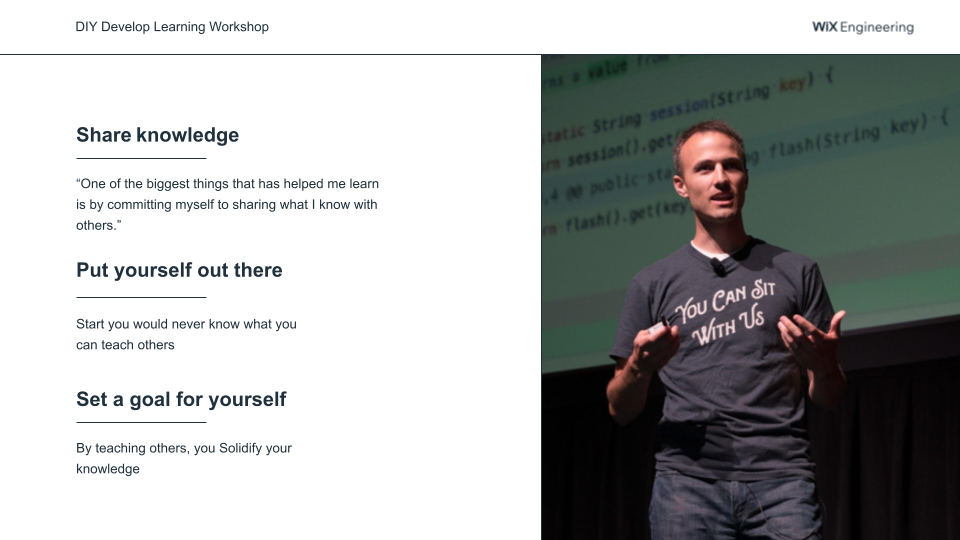 DIY Develop Learning Workshop
WiX Engineering
Share knowledge
“One of the biggest things that has helped me learn
is by committing myself to sharing what I know with
others.”
Put yourself out there
Start you would never know what you
can teach others
Set a goal for yourself
By teaching others, you Solidify your
knowledge
rns a value from
static String session(String key) {
rn session().get(
,4 @@ public sta ng flash(String key) {
rn flash().get(key
YOU CAN SIT
WITH US